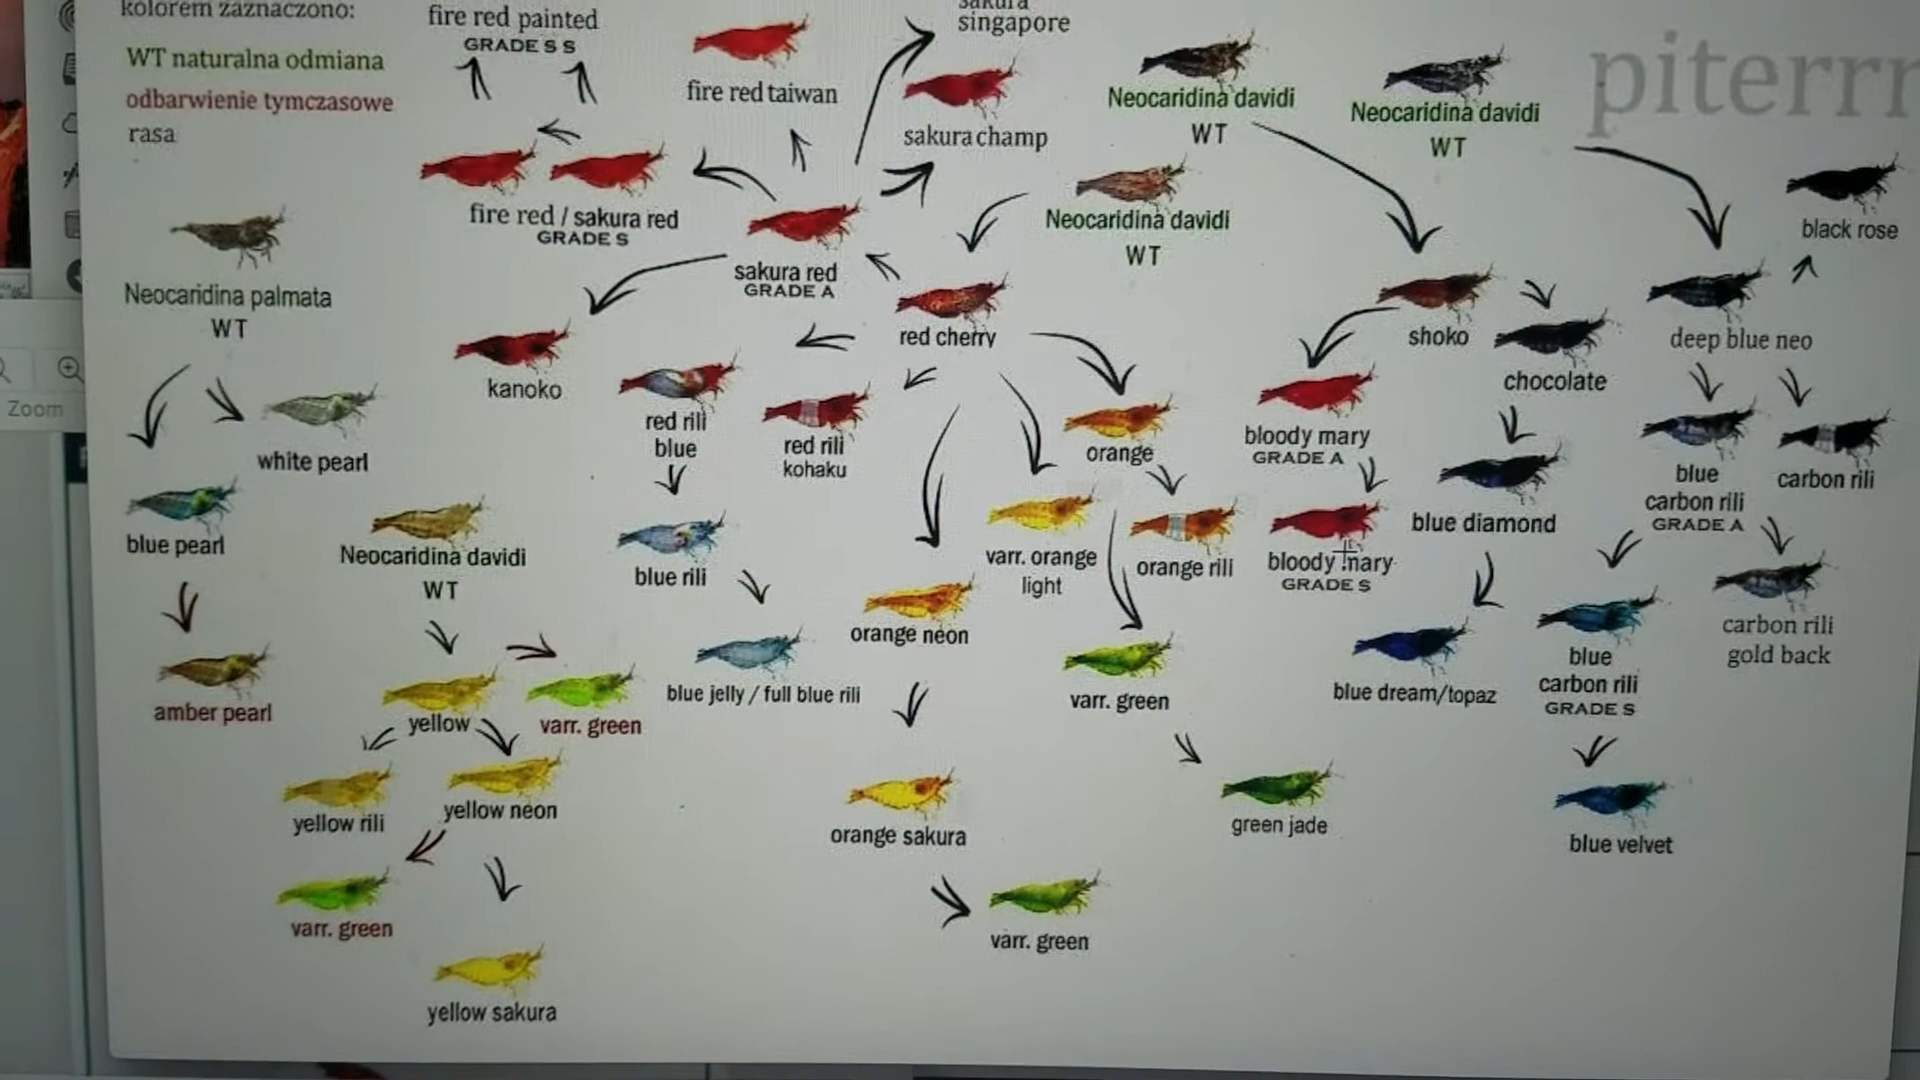 kolorem zaznaczono:
WT naturalna odmiana
odbarwienie tymczasowe
rasa
fire red painted
GRADE S S
fire red taiwan
sakura
singapore
sakura champ
Neocaridina davidi
WT
Neocaridina davidi
WT
piterrr
fire red / sakura red
GRADE S
sakura red
GRADE A
Neocaridina davidi
WT
black rose
Neocaridina palmata
WT
kanoko
red cherry
shoko
chocolate
deep blue neo
Zoom
white pearl
red rili
blue
red rili
kohaku
orange
bloody mary
GRADE A
blue diamond
blue
carbon rili
GRADE A
carbon rili
blue pearl
Neocaridina davidi
WT
blue rili
varr. orange
light
orange rili
bloody mary
GRADE S
orange neon
amber pearl
yellow
varr. green
blue jelly / full blue rili
varr. green
blue dream/topaz
blue
carbon rili
GRADE S
carbon rili
gold back
yellow rili
yellow neon
orange sakura
green jade
blue velvet
varr. green
varr. green
yellow sakura